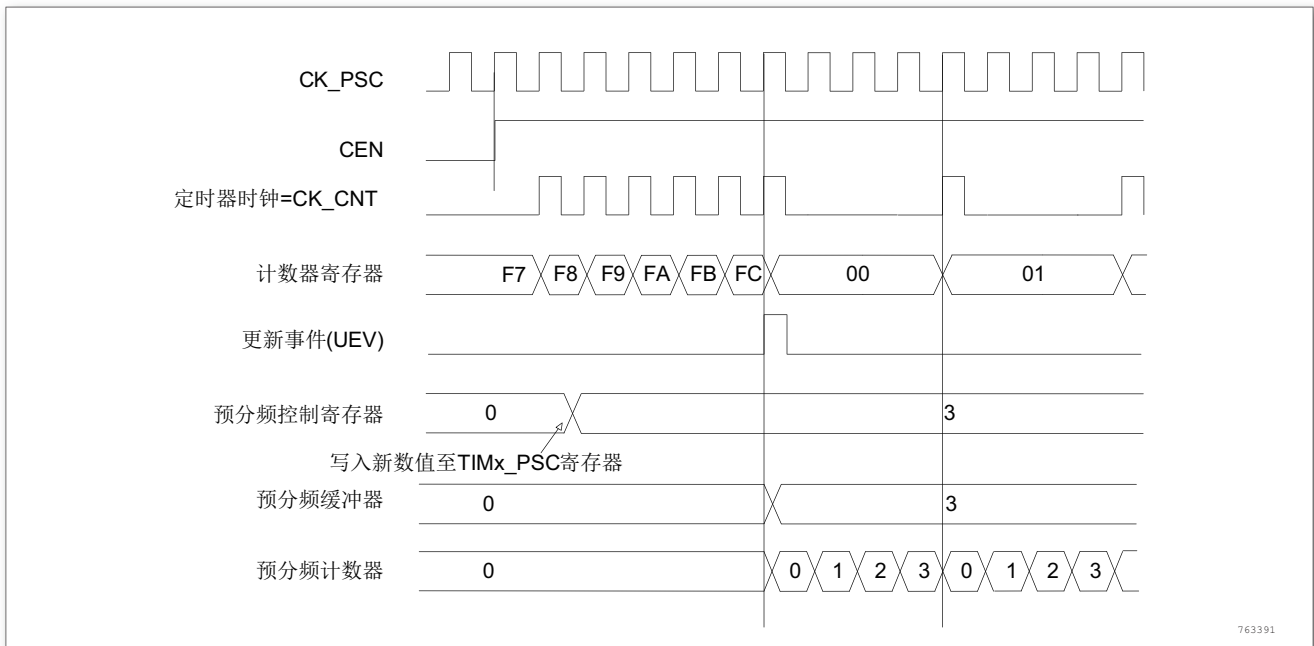 CK_PSC
CEN
定时器时钟=CK_CNT
计数器寄存器 F7 F8 F9 FA FB FC 00 01
更新事件(UEV)
预分频控制寄存器 0 3
写入新数值至TIMx_PSC寄存器
预分频缓冲器 0 3
预分频计数器 0 0 1 2 3 0 1 2 3
763391